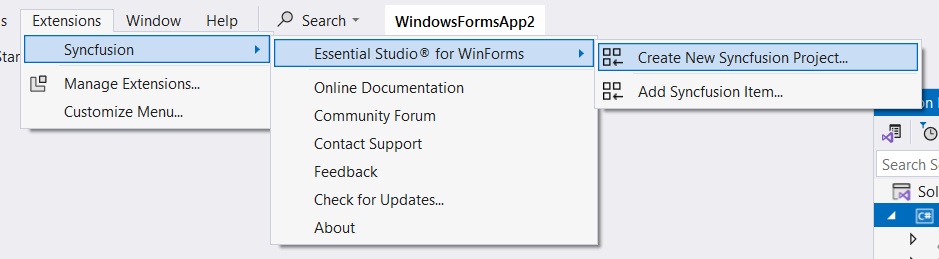 s Extensions Window Help Search WindowsFormsApp2
Star Syncfusion Essential Studio® for WinForms Create New Syncfusion Project...
Manage Extensions... Online Documentation Add Syncfusion Item...
Customize Menu... Community Forum
Contact Support
Feedback
Check for Updates...
About
on
Search S
Sol
C#